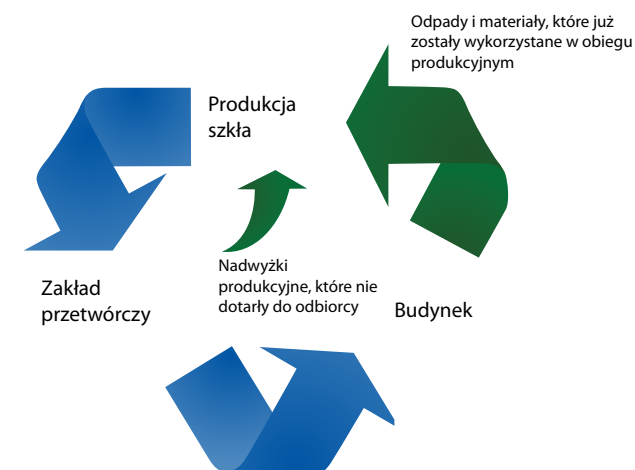 Odpady i materiały, które już
zostały wykorzystane w obiegu
produkcyjnym
Produkcja
szkła
Nadwyżki
produkcyjne, które nie
dotarły do odbiorcy
Zakład
przetwórczy
Budynek